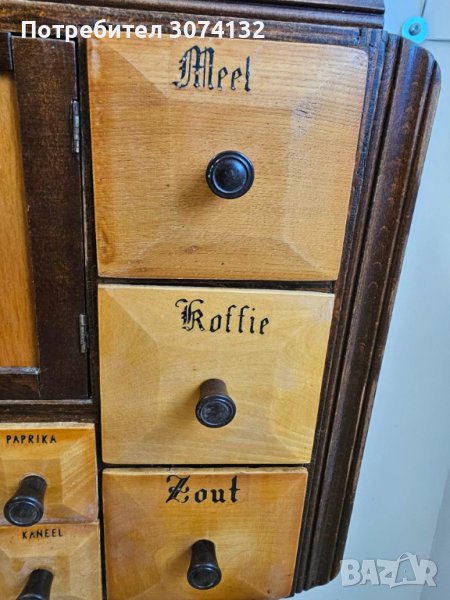 Потребител 3074132
Meel
Koffie
Zout
PAPRIKA
KANEEL
BAZAR